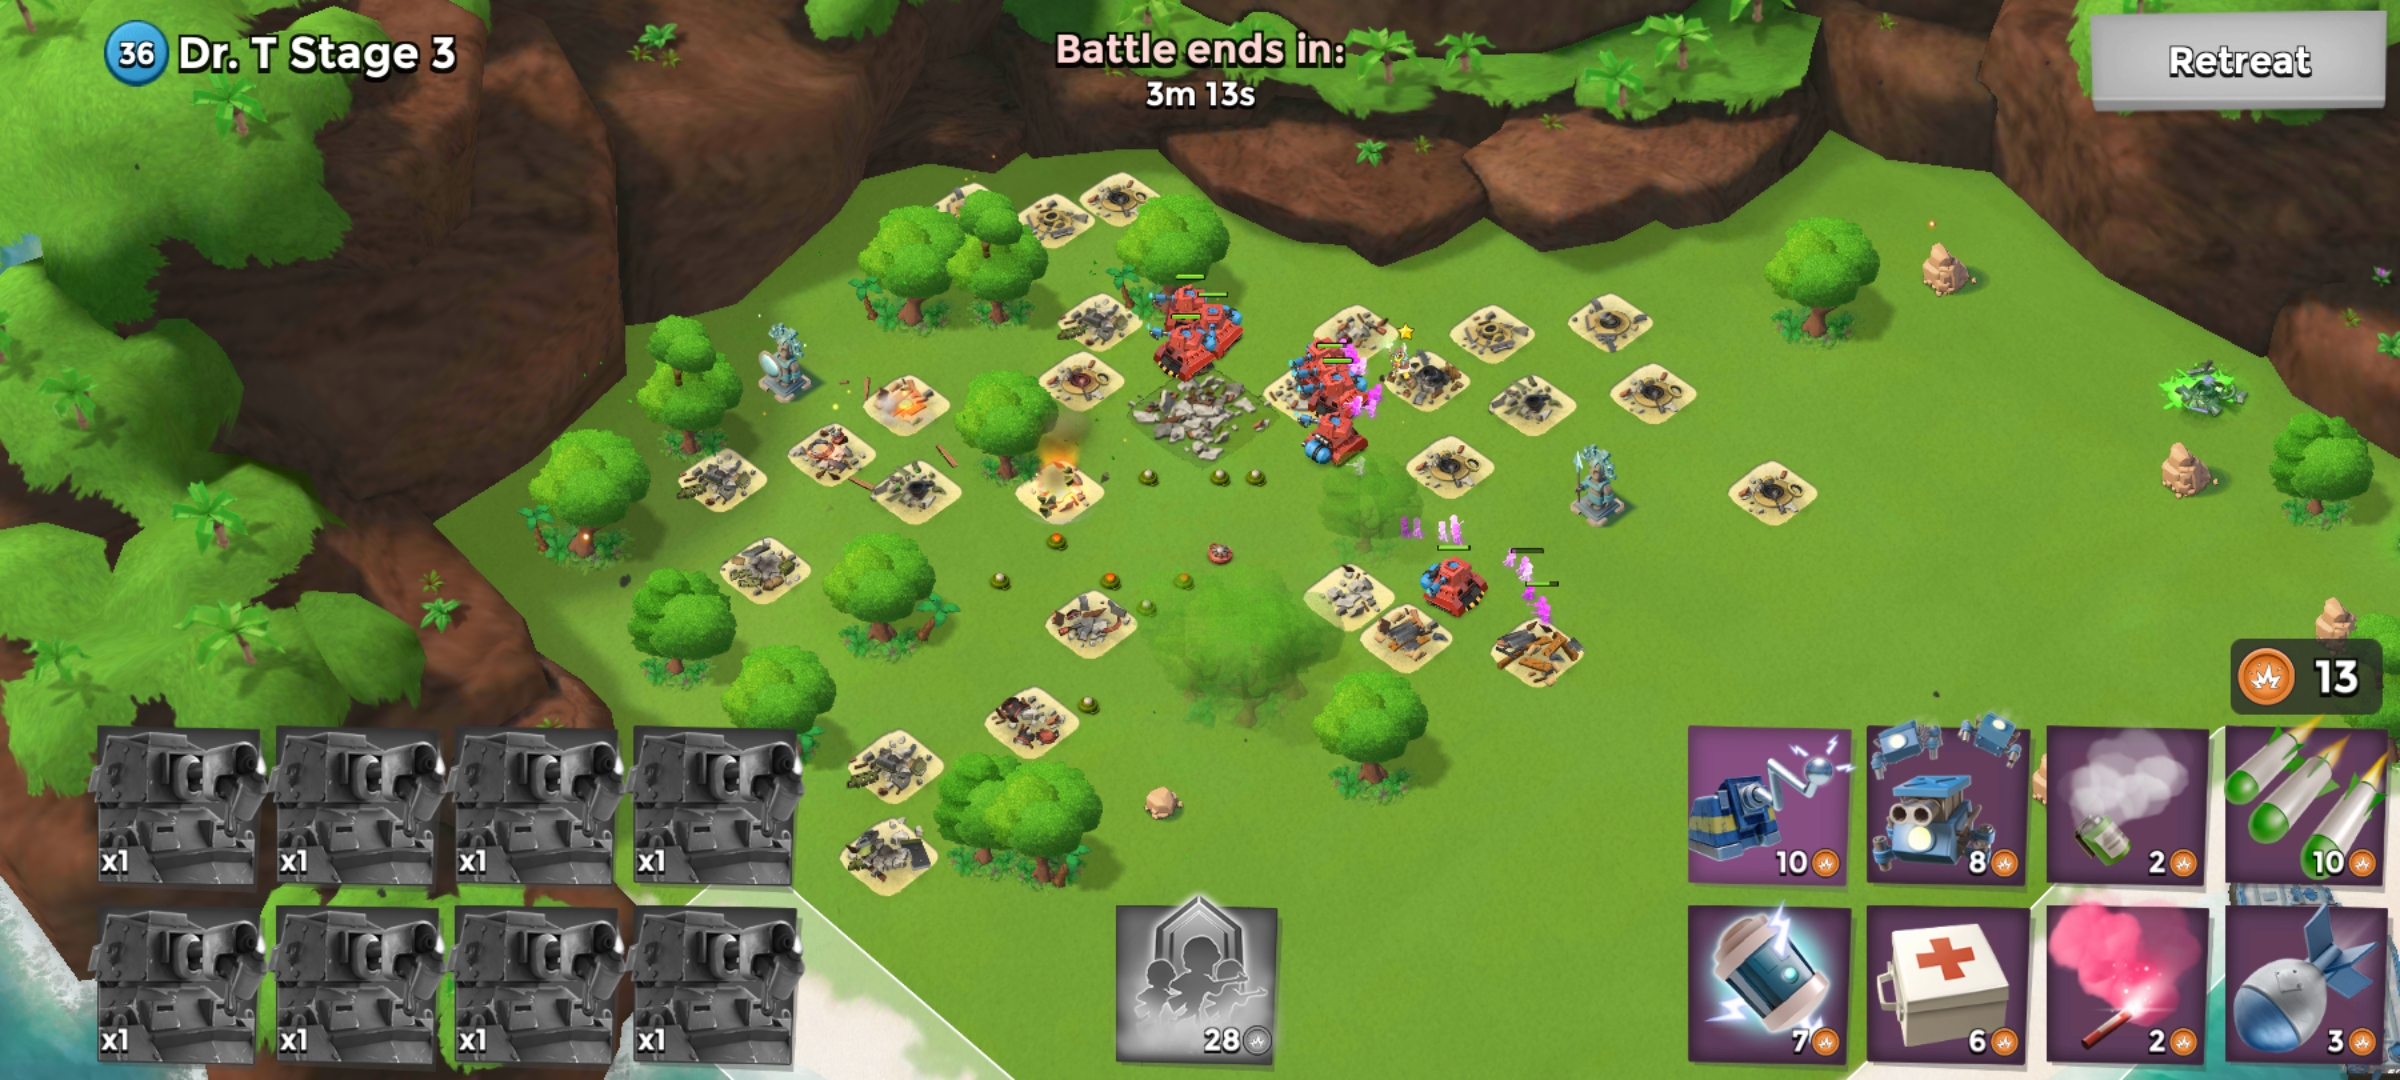 36 Dr. T Stage 3
Battle ends in:
3m 13s
Retreat
13
x1 x1 x1 x1
10 8 2 10
x1 x1 x1 x1
28
7 6 2 3